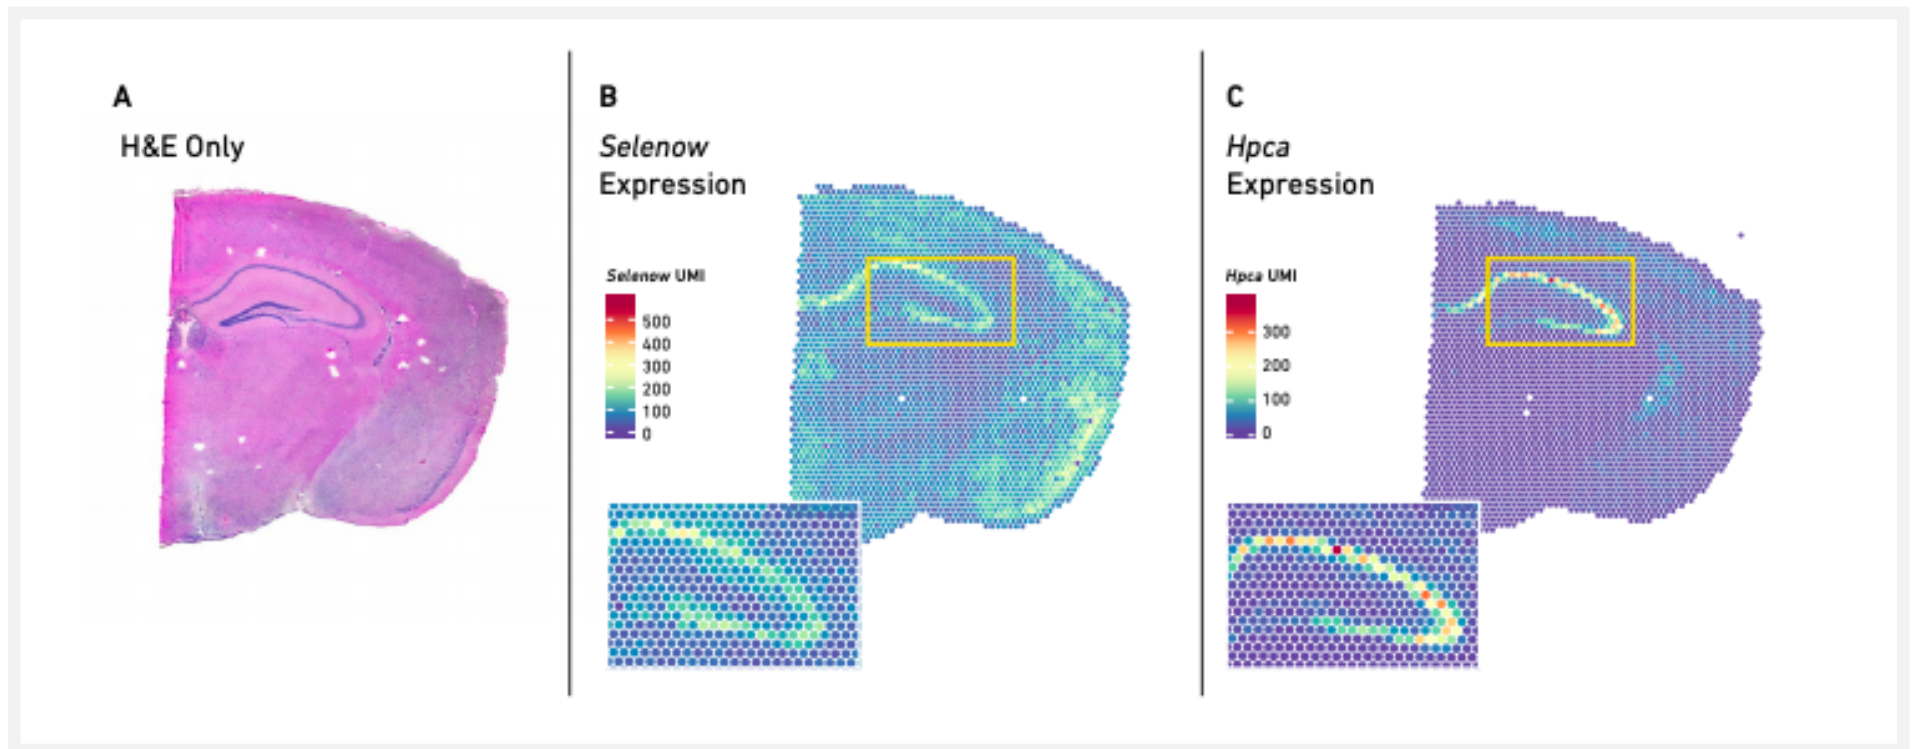 A
H&E Only
B
Selenow
Expression
Selenow UMI
500
400
300
200
100
0
C
Hpca
Expression
Hpca UMI
300
200
100
0